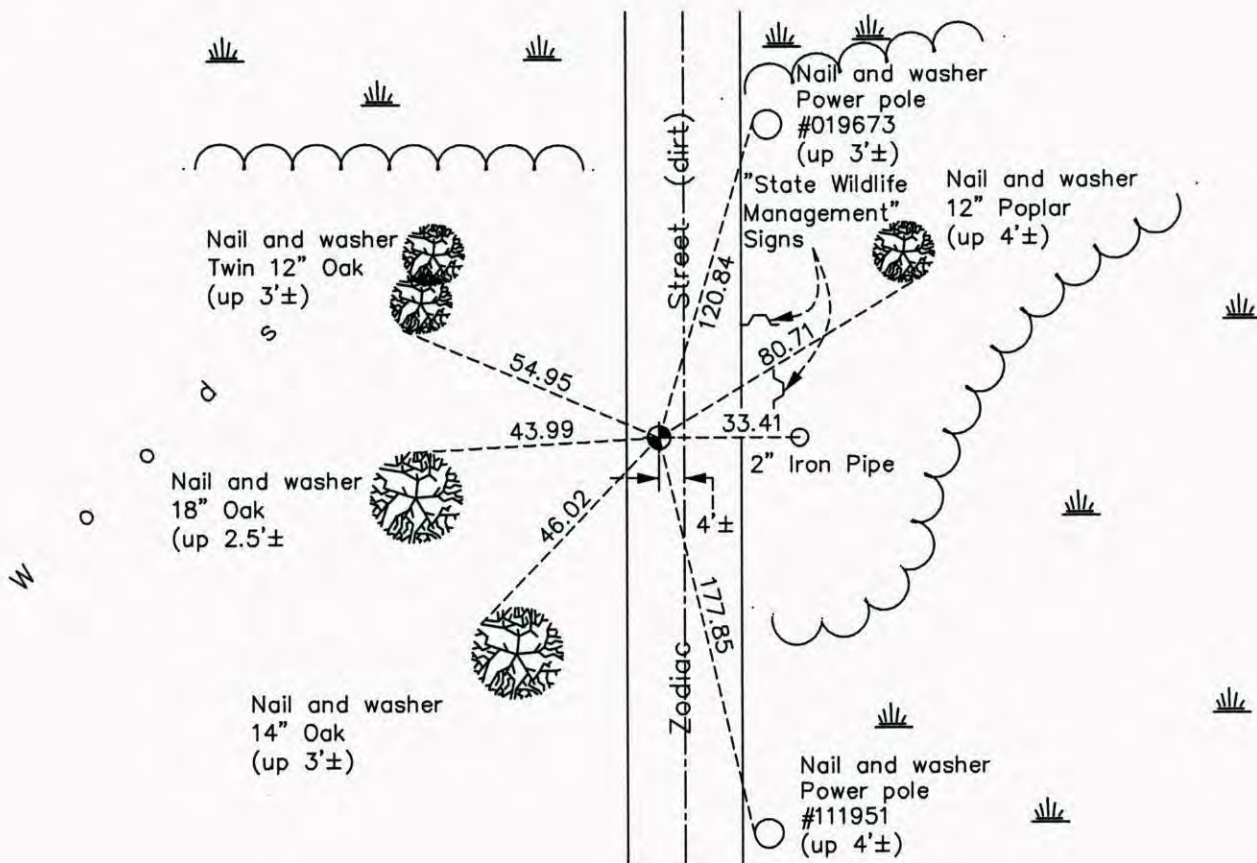 Nail and washer
Power pole
#019673
(up 3'±)
"State Wildlife
Management"
Signs
Nail and washer
12" Poplar
(up 4'±)
Nail and washer
Twin 12" Oak
(up 3'±)
Street (dirt)
120.84
80.71
54.95
43.99
33.41
2" Iron Pipe
Nail and washer
18" Oak
(up 2.5'±
Woods
46.02
4'±
177.85
Zodiac
Nail and washer
14" Oak
(up 3'±)
Nail and washer
Power pole
#111951
(up 4'±)